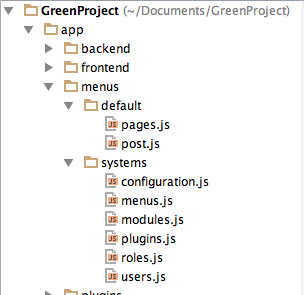 GreenProject (~/Documents/GreenProject)
app
backend
frontend
menus
default
JS pages.js
JS post.js
systems
JS configuration.js
JS menus.js
JS modules.js
JS plugins.js
JS roles.js
JS users.js
plugins